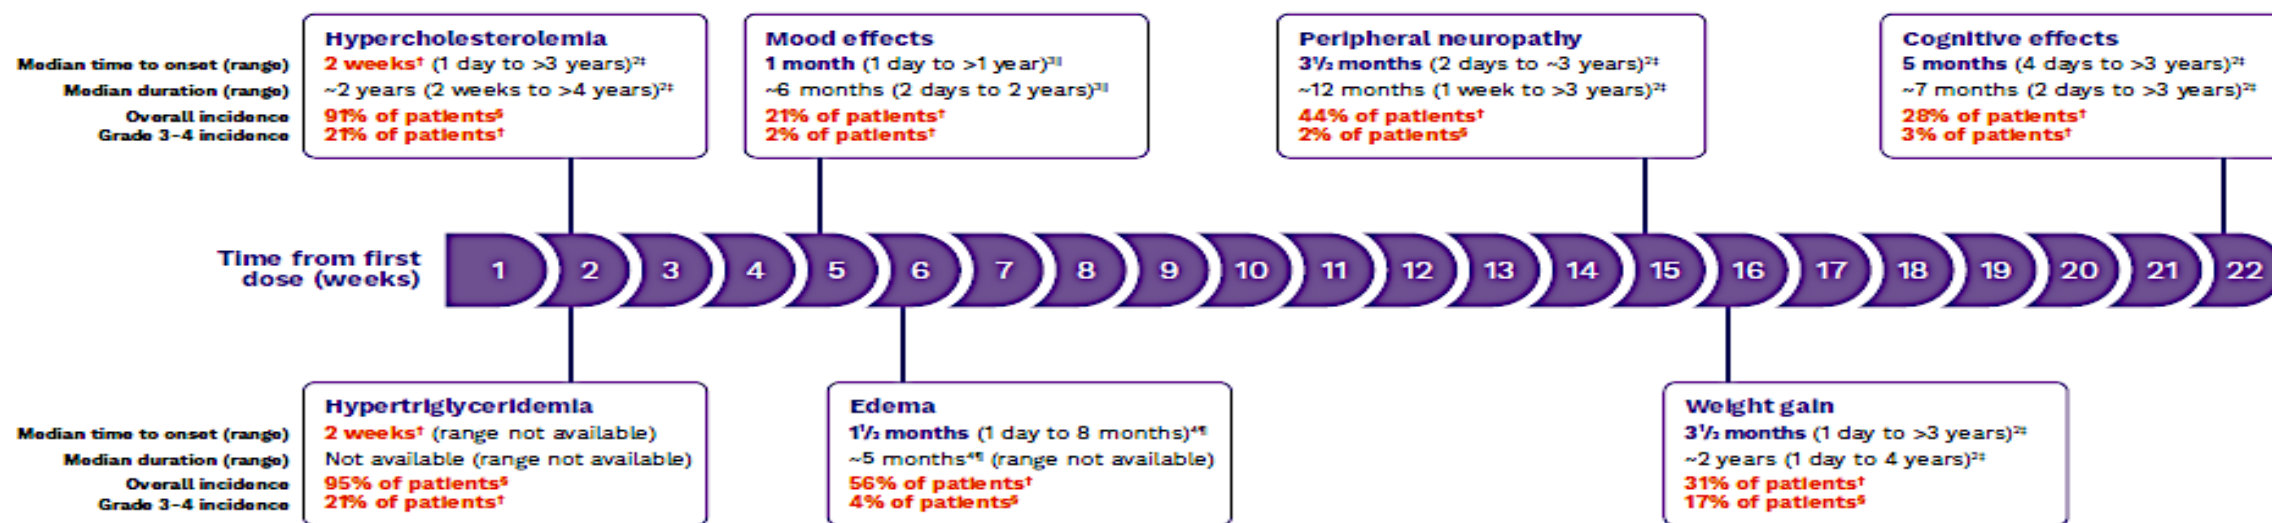 Hypercholesterolemia
Median time to onset (range) 2 weeks† (1 day to >3 years)²‡
Median duration (range) ~2 years (2 weeks to >4 years)²‡
Overall incidence 91% of patients§
Grade 3–4 incidence 21% of patients†
Mood effects
1 month (1 day to >1 year)³||
~6 months (2 days to 2 years)³||
21% of patients†
2% of patients†
Peripheral neuropathy
3½ months (2 days to ~3 years)²‡
~12 months (1 week to >3 years)²‡
44% of patients†
2% of patients§
Cognitive effects
5 months (4 days to >3 years)²‡
~7 months (2 days to >3 years)²‡
28% of patients†
3% of patients†
Time from first
dose (weeks)
1 2 3 4 5 6 7 8 9 10 11 12 13 14 15 16 17 18 19 20 21 22
Hypertriglyceridemia
Median time to onset (range) 2 weeks† (range not available)
Median duration (range) Not available (range not available)
Overall incidence 95% of patients§
Grade 3–4 incidence 21% of patients†
Edema
1½ months (1 day to 8 months)⁴¶
~5 months⁴¶ (range not available)
56% of patients†
4% of patients§
Weight gain
3½ months (1 day to >3 years)²‡
~2 years (1 day to 4 years)²‡
31% of patients†
17% of patients§